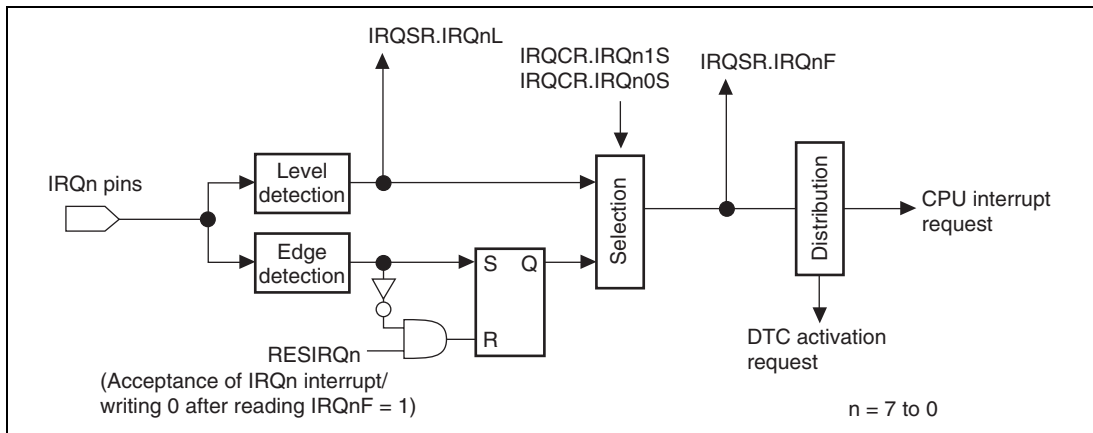 IRQSR.IRQnL
IRQCR.IRQn1S
IRQCR.IRQn0S
IRQSR.IRQnF
IRQn pins
Level
detection
Edge
detection
S Q
R
Selection
Distribution
CPU interrupt
request
DTC activation
request
RESIRQn
(Acceptance of IRQn interrupt/
writing 0 after reading IRQnF = 1)
n = 7 to 0